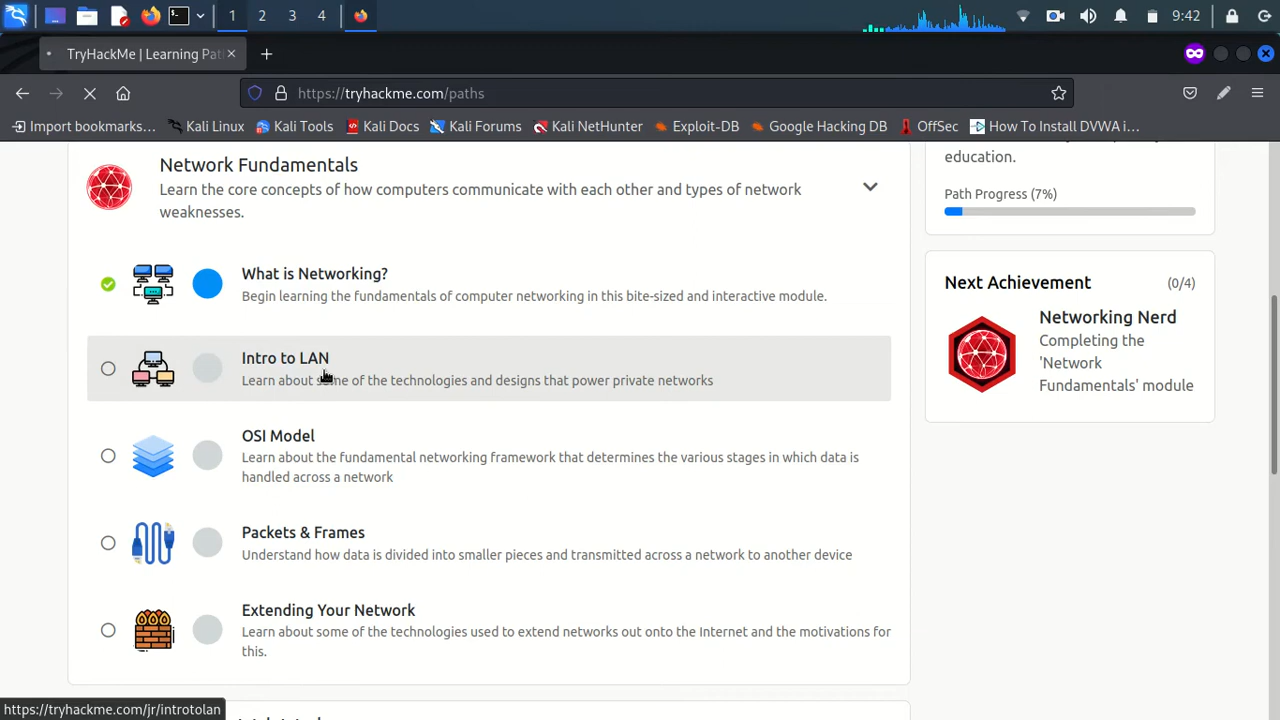 1 2 3 4 9:42
TryHackMe | Learning Pat
https://tryhackme.com/paths
Import bookmarks... Kali Linux Kali Tools Kali Docs Kali Forums Kali NetHunter Exploit-DB Google Hacking DB OffSec How To Install DVWA i...
Network Fundamentals
Learn the core concepts of how computers communicate with each other and types of network
weaknesses.
What is Networking?
Begin learning the fundamentals of computer networking in this bite-sized and interactive module.
Intro to LAN
Learn about some of the technologies and designs that power private networks
OSI Model
Learn about the fundamental networking framework that determines the various stages in which data is
handled across a network
Packets & Frames
Understand how data is divided into smaller pieces and transmitted across a network to another device
Extending Your Network
Learn about some of the technologies used to extend networks out onto the Internet and the motivations for
this.
education.
Path Progress (7%)
Next Achievement (0/4)
Networking Nerd
Completing the
'Network
Fundamentals' module
https://tryhackme.com/jr/introtolan